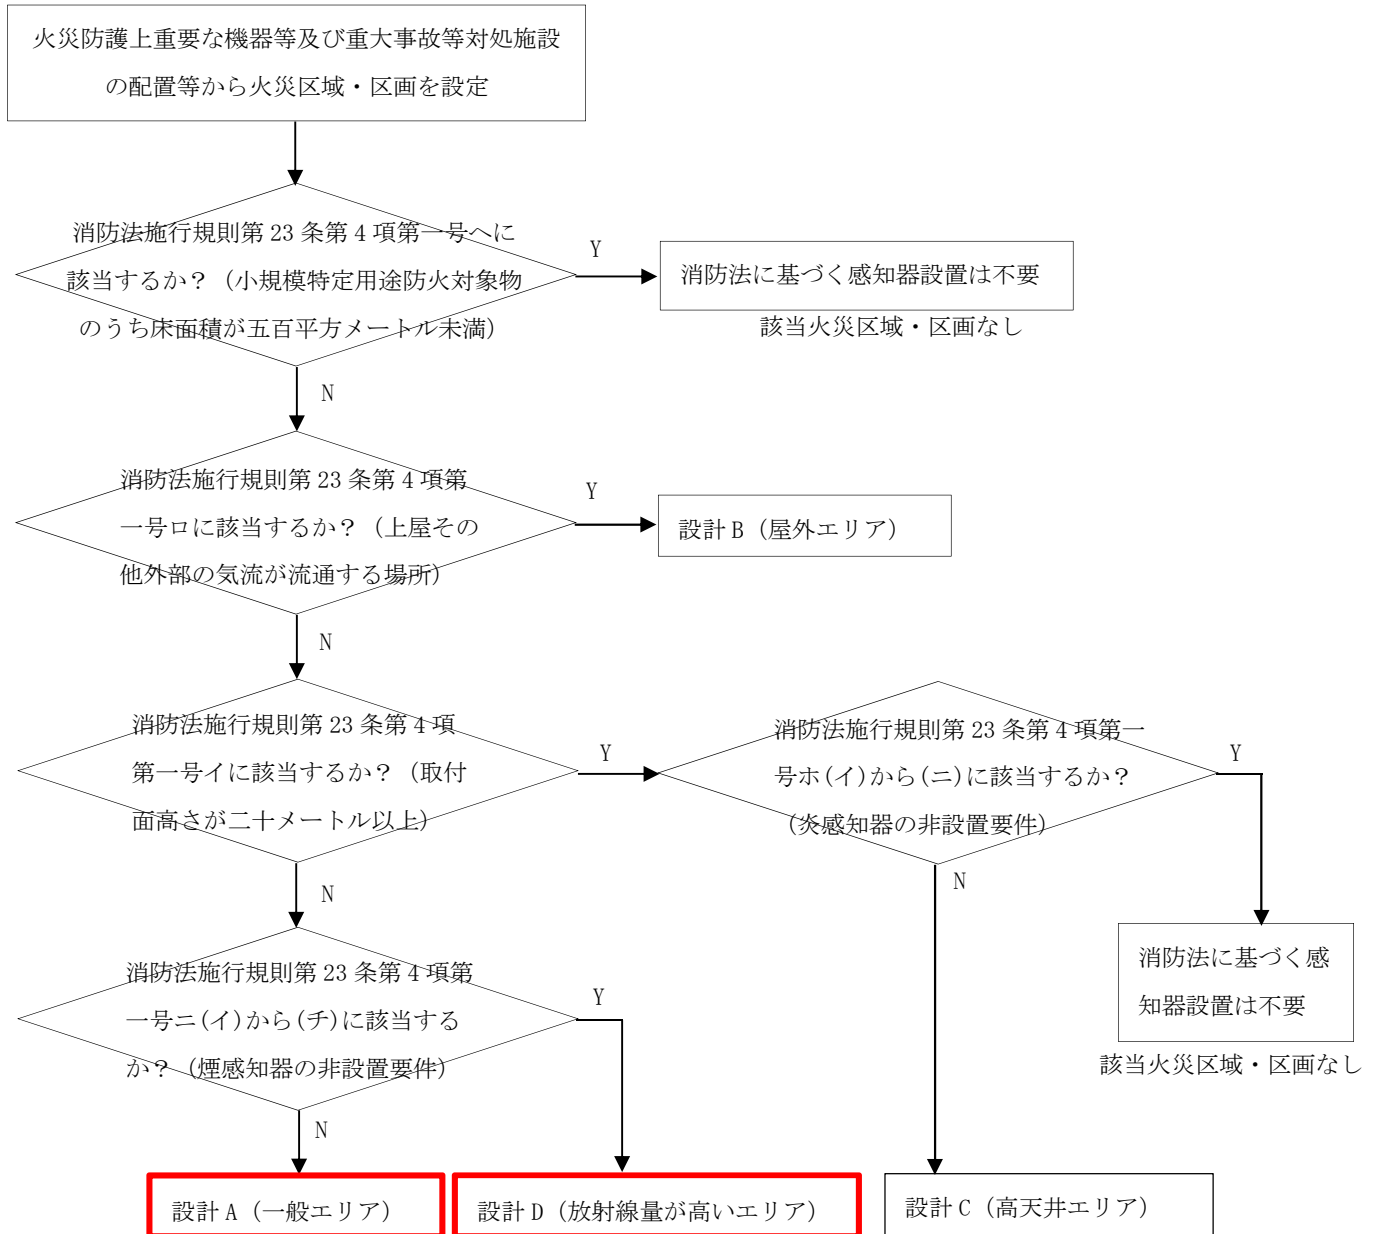 火災防護上重要な機器等及び重大事故等対処施設
の配置等から火災区域・区画を設定
消防法施行規則第 23 条第 4 項第一号ヘに
該当するか？（小規模特定用途防火対象物
のうち床面積が五百平方メートル未満）
Y
消防法に基づく感知器設置は不要
該当火災区域・区画なし
N
消防法施行規則第 23 条第 4 項第
一号ロに該当するか？（上屋その
他外部の気流が流通する場所）
Y
設計 B（屋外エリア）
N
消防法施行規則第 23 条第 4 項
第一号イに該当するか？（取付
面高さが二十メートル以上）
Y
消防法施行規則第 23 条第 4 項第一
号ホ(イ)から(ニ)に該当するか？
（炎感知器の非設置要件）
Y
N
N
消防法に基づく感
知器設置は不要
該当火災区域・区画なし
消防法施行規則第 23 条第 4 項第
一号ニ(イ)から(チ)に該当する
か？（煙感知器の非設置要件）
Y
N
設計 A（一般エリア）
設計 D（放射線量が高いエリア）
設計 C（高天井エリア）